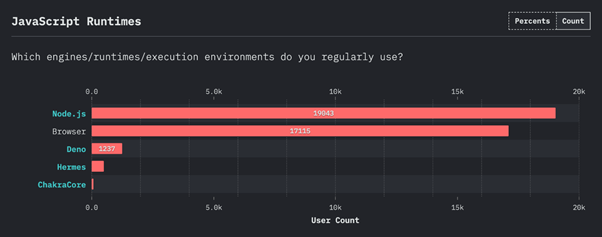 JavaScript Runtimes
Percents Count
Which engines/runtimes/execution environments do you regularly use?
0.0 5.0k 10k 15k 20k
Node.js 19043
Browser 17115
Deno 1237
Hermes
ChakraCore
0.0 5.0k 10k 15k 20k
User Count